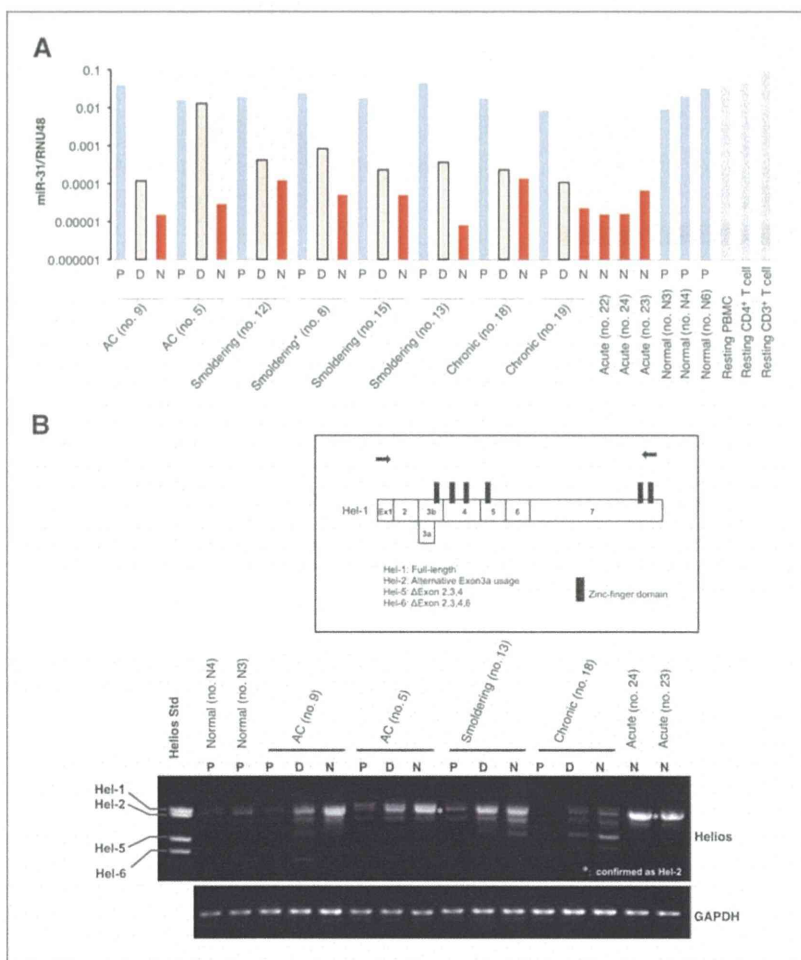 A
miR-31/RNU48
0.1
0.01
0.001
0.0001
0.00001
0.000001
P D N P D N P D N P D N P D N P D N P D N P D N N N N P P P
AC (no. 9)
AC (no. 5)
Smoldering (no. 12)
Smoldering* (no. 8)
Smoldering (no. 15)
Smoldering (no. 13)
Chronic (no. 18)
Chronic (no. 19)
Acute (no. 22)
Acute (no. 24)
Acute (no. 23)
Normal (no. N3)
Normal (no. N4)
Normal (no. N6)
Resting PBMC
Resting CD4+ T cell
Resting CD3+ T cell
B
Hel-1
Ex1 2 3b 4 5 6 7
3a
Hel-1: Full-length
Hel-2: Alternative Exon3a usage
Hel-5: ΔExon 2,3,4
Hel-6: ΔExon 2,3,4,6
Zinc-finger domain
Helios Std
Normal (no. N4)
Normal (no. N3)
AC (no. 9)
AC (no. 5)
Smoldering (no. 13)
Chronic (no. 18)
Acute (no. 24)
Acute (no. 23)
P P P D N P D N P D N P D N N N
Hel-1
Hel-2
Hel-5
Hel-6
Helios
*: confirmed as Hel-2
GAPDH